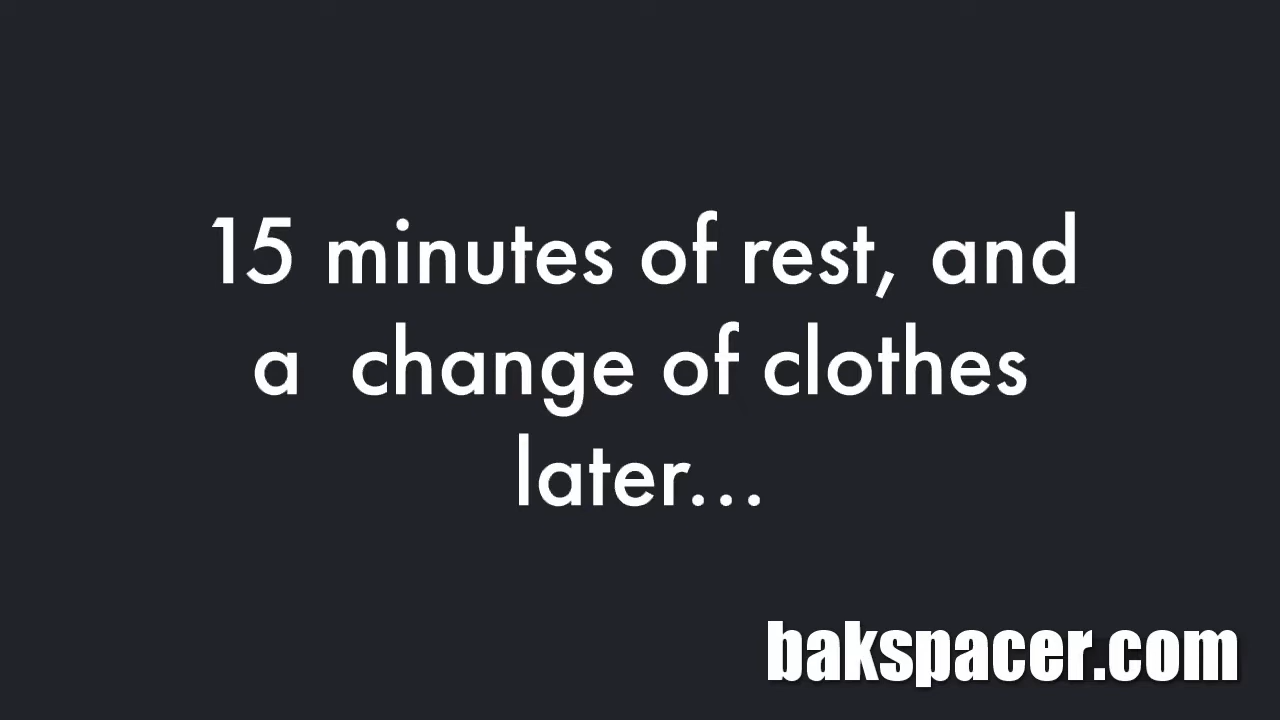 15 minutes of rest, and
a  change of clothes
later...
bakspacer.com